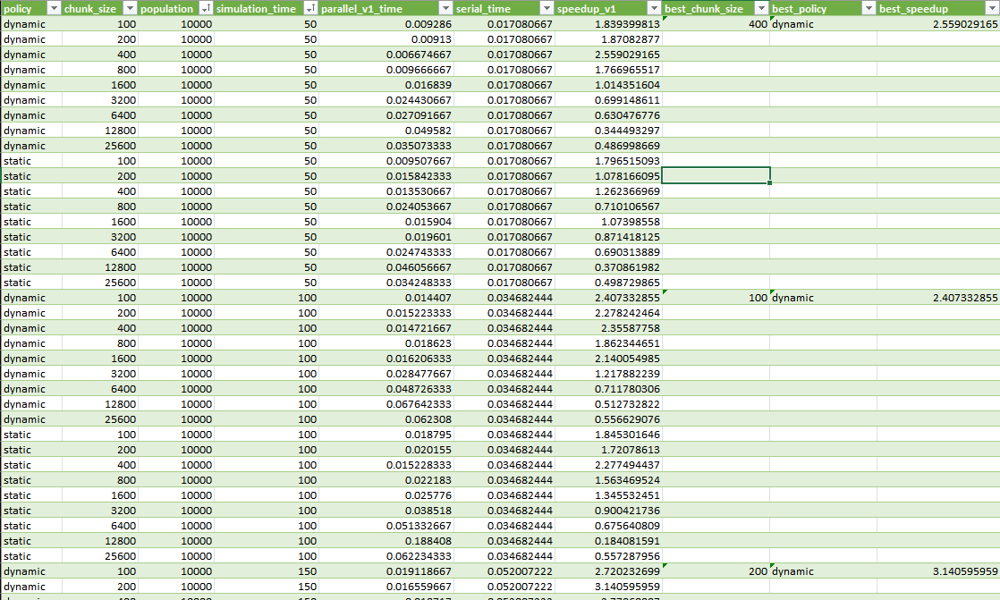 policy chunk_size population simulation_time parallel_v1_time serial_time speedup_v1 best_chunk_size best_policy best_speedup
dynamic 100 10000 50 0.009286 0.017080667 1.839399813 400 dynamic 2.559029165
dynamic 200 10000 50 0.00913 0.017080667 1.87082877
dynamic 400 10000 50 0.006674667 0.017080667 2.559029165
dynamic 800 10000 50 0.009666667 0.017080667 1.766965517
dynamic 1600 10000 50 0.016839 0.017080667 1.014351604
dynamic 3200 10000 50 0.024430667 0.017080667 0.699148611
dynamic 6400 10000 50 0.027091667 0.017080667 0.630476776
dynamic 12800 10000 50 0.049582 0.017080667 0.344493297
dynamic 25600 10000 50 0.035073333 0.017080667 0.486998669
static 100 10000 50 0.009507667 0.017080667 1.796515093
static 200 10000 50 0.015842333 0.017080667 1.078166095
static 400 10000 50 0.013530667 0.017080667 1.262366969
static 800 10000 50 0.024053667 0.017080667 0.710106567
static 1600 10000 50 0.015904 0.017080667 1.07398558
static 3200 10000 50 0.019601 0.017080667 0.871418125
static 6400 10000 50 0.024743333 0.017080667 0.690313889
static 12800 10000 50 0.046056667 0.017080667 0.370861982
static 25600 10000 50 0.034248333 0.017080667 0.498729865
dynamic 100 10000 100 0.014407 0.034682444 2.407332855 100 dynamic 2.407332855
dynamic 200 10000 100 0.015223333 0.034682444 2.278242464
dynamic 400 10000 100 0.014721667 0.034682444 2.35587758
dynamic 800 10000 100 0.018623 0.034682444 1.862344651
dynamic 1600 10000 100 0.016206333 0.034682444 2.140054985
dynamic 3200 10000 100 0.028477667 0.034682444 1.217882239
dynamic 6400 10000 100 0.048726333 0.034682444 0.711780306
dynamic 12800 10000 100 0.067642333 0.034682444 0.512732822
dynamic 25600 10000 100 0.062308 0.034682444 0.556629076
static 100 10000 100 0.018795 0.034682444 1.845301646
static 200 10000 100 0.020155 0.034682444 1.72078613
static 400 10000 100 0.015228333 0.034682444 2.277494437
static 800 10000 100 0.022183 0.034682444 1.563469524
static 1600 10000 100 0.025776 0.034682444 1.345532451
static 3200 10000 100 0.038518 0.034682444 0.900421736
static 6400 10000 100 0.051332667 0.034682444 0.675640809
static 12800 10000 100 0.188408 0.034682444 0.184081591
static 25600 10000 100 0.062234333 0.034682444 0.557287956
dynamic 100 10000 150 0.019118667 0.052007222 2.720232699 200 dynamic 3.140595959
dynamic 200 10000 150 0.016559667 0.052007222 3.140595959